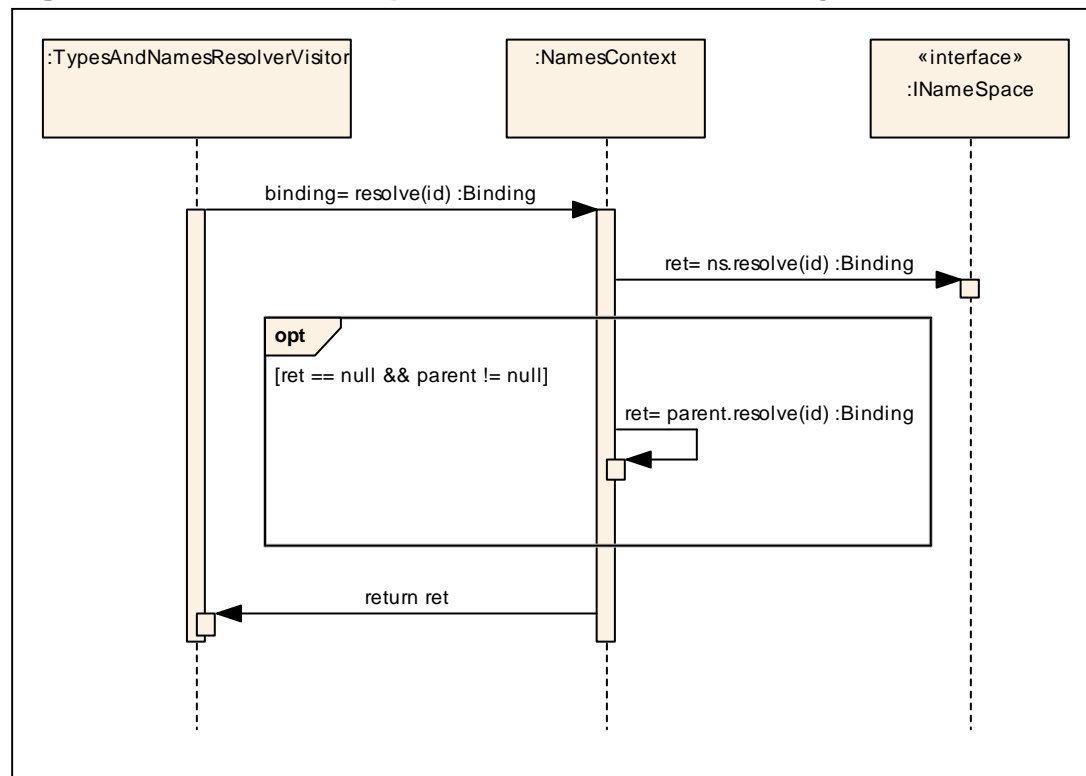 :TypesAndNamesResolverVisitor
:NamesContext
«interface»
:INameSpace
binding= resolve(id) :Binding
ret= ns.resolve(id) :Binding
opt
[ret == null && parent != null]
ret= parent.resolve(id) :Binding
return ret